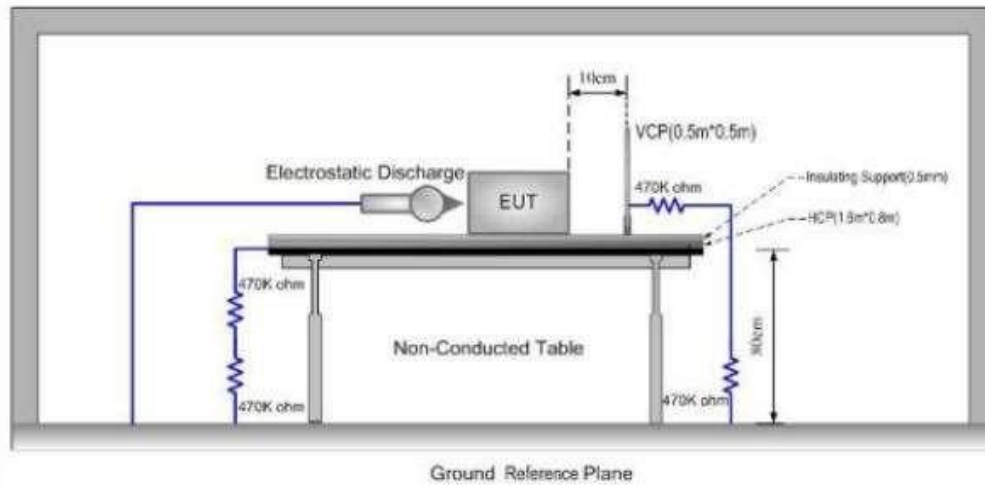 10cm
VCP(0.5m*0.5m)
Electrostatic Discharge
470K ohm
Insulating Support(0.5mm)
EUT
HCP(1.6m*0.8m)
470K ohm
80cm
Non-Conducted Table
470K ohm
470K phm
Ground Reference Plane